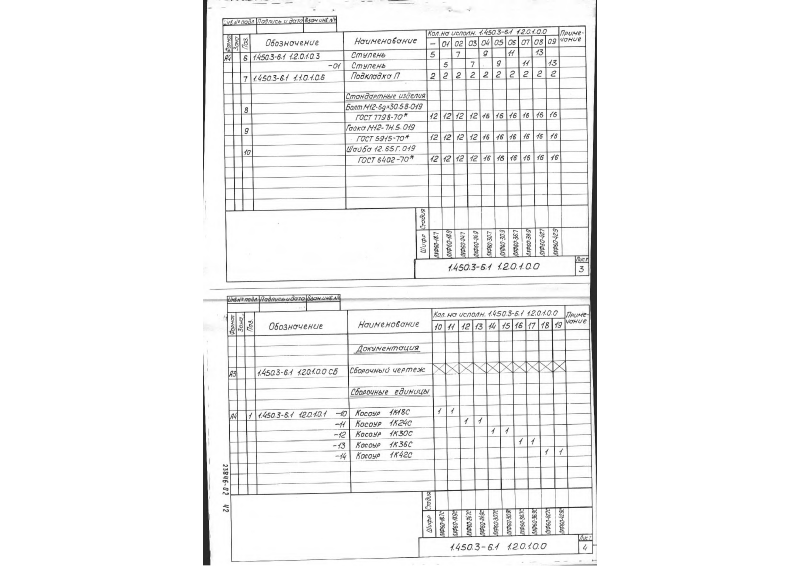 Инв.№ подл. Подпись и дата Взам.инв.№
Формат Зона Поз. Обозначение Наименование Кол. на исполн. 1.450.3-6.1 1.2.0.1.0.0 Примечание
– 01 02 03 04 05 06 07 08 09
А4 6 1.450.3-6.1 1.2.0.1.0.3 Ступень 5 7 9 11 13
-01 Ступень 5 7 9 11 13
7 1.450.3-6.1 1.1.0.1.0.6 Подкладка П 2 2 2 2 2 2 2 2 2 2
Стандартные изделия
8 Болт М12-6g×30.58.019
ГОСТ 7798-70* 12 12 12 12 16 16 16 16 16 16
9 Гайка М12-7Н.5.019
ГОСТ 5915-70* 12 12 12 12 16 16 16 16 16 16
10 Шайба 12.65Г.019
ГОСТ 6402-70* 12 12 12 12 16 16 16 16 16 16
Стадия
Шифр
1.450.3-6.1 1.2.0.1.0.0
Лист
3
Инв.№ подл. Подпись и дата Взам.инв.№
Формат Зона Поз. Обозначение Наименование Кол. на исполн. 1.450.3-6.1 1.2.0.1.0.0 Примечание
10 11 12 13 14 15 16 17 18 19
Документация
А3 1.450.3-6.1 1.2.0.1.0.0 СБ Сборочный чертеж
Сборочные единицы
А4 1 1.450.3-6.1 1.2.0.1.0.1 -10 Косоур 1К18С 1 1
-11 Косоур 1К24С 1 1
-12 Косоур 1К30С 1 1
-13 Косоур 1К36С 1 1
-14 Косоур 1К42С 1 1
23846-02 42
Стадия
Шифр
1.450.3-6.1 1.2.0.1.0.0
Лист
4